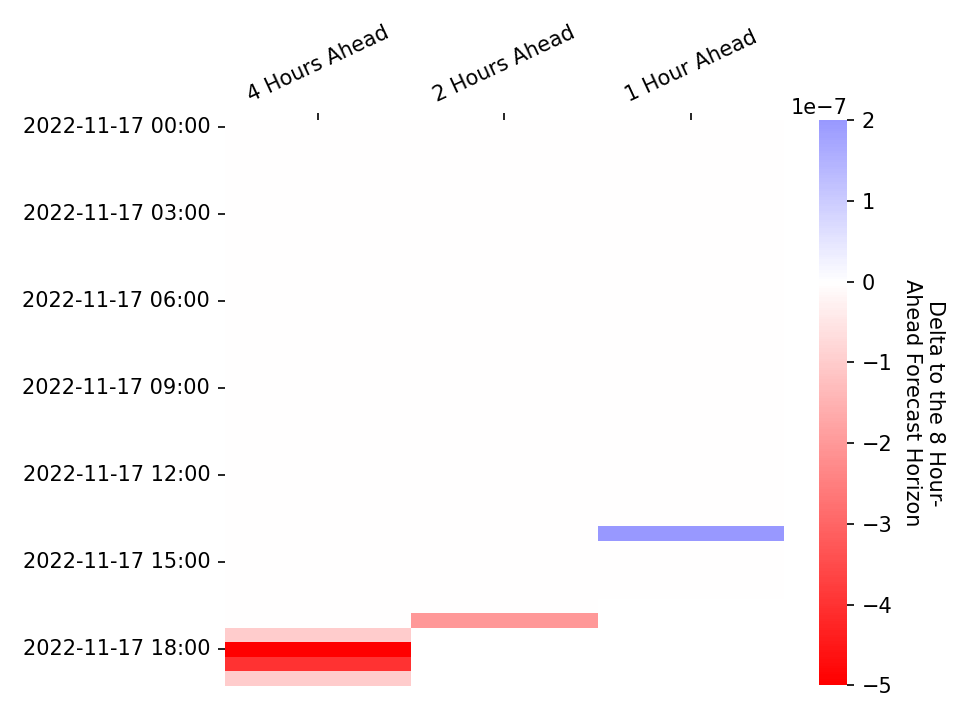 4 Hours Ahead
2 Hours Ahead
1 Hour Ahead
1e−7
2022-11-17 00:00
2022-11-17 03:00
2022-11-17 06:00
2022-11-17 09:00
2022-11-17 12:00
2022-11-17 15:00
2022-11-17 18:00
2
1
0
−1
−2
−3
−4
−5
Delta to the 8 Hour-
Ahead Forecast Horizon